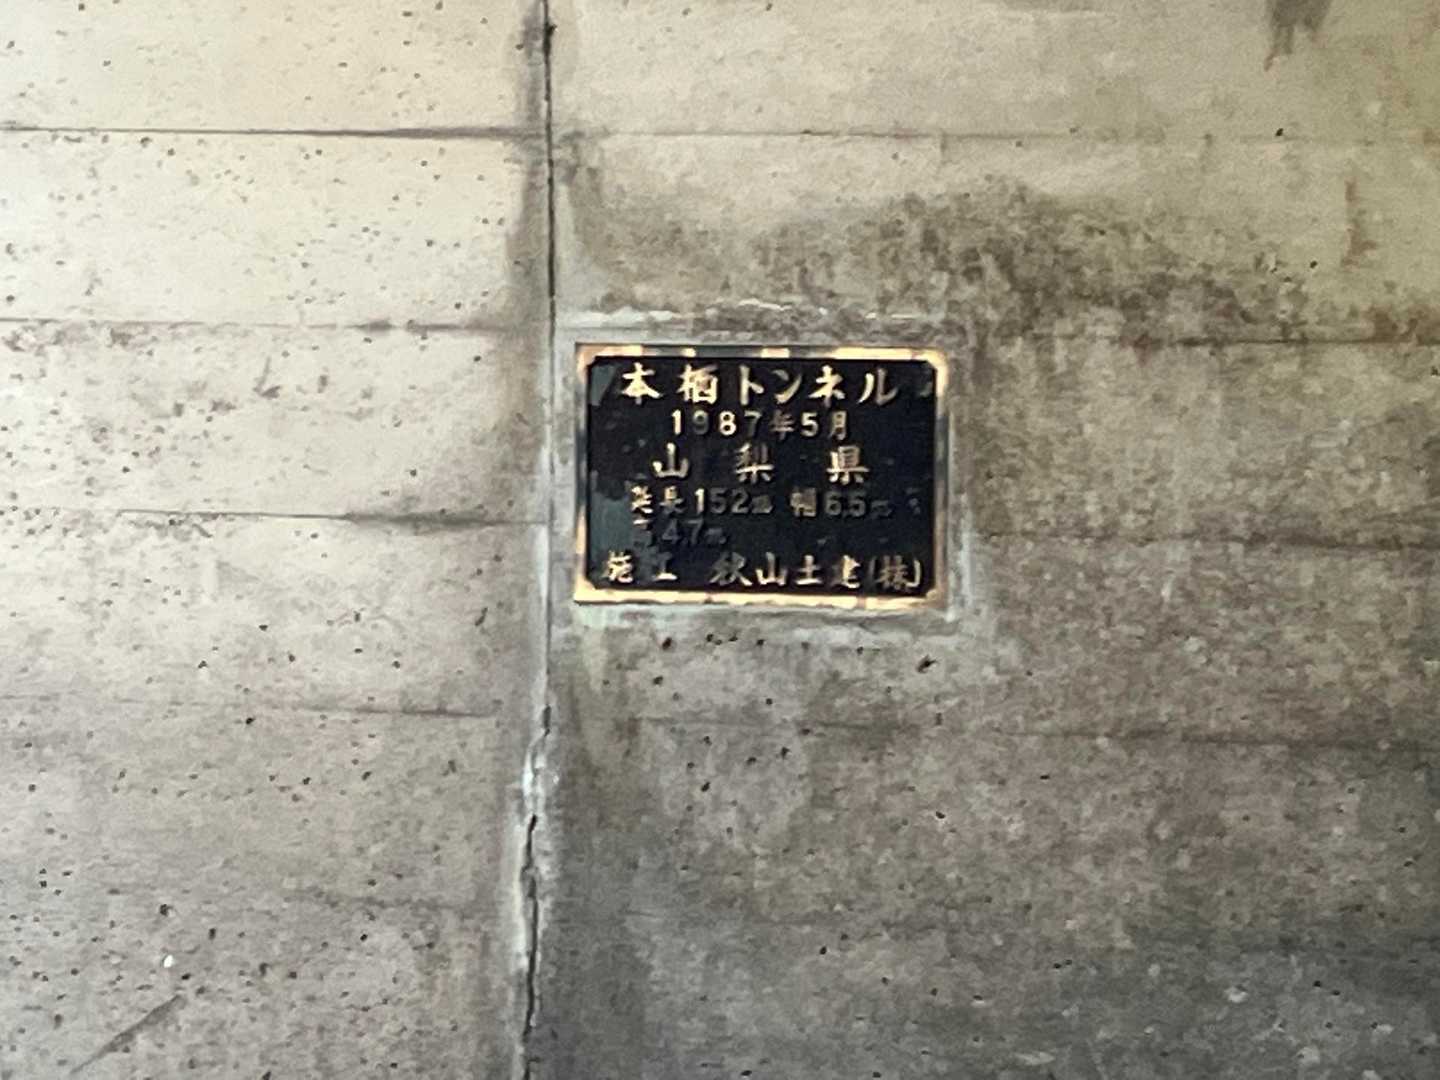 本栖トンネル
1987年5月
山梨県
延長152m 幅6.5m
高4.7m
施工 秋山土建(株)